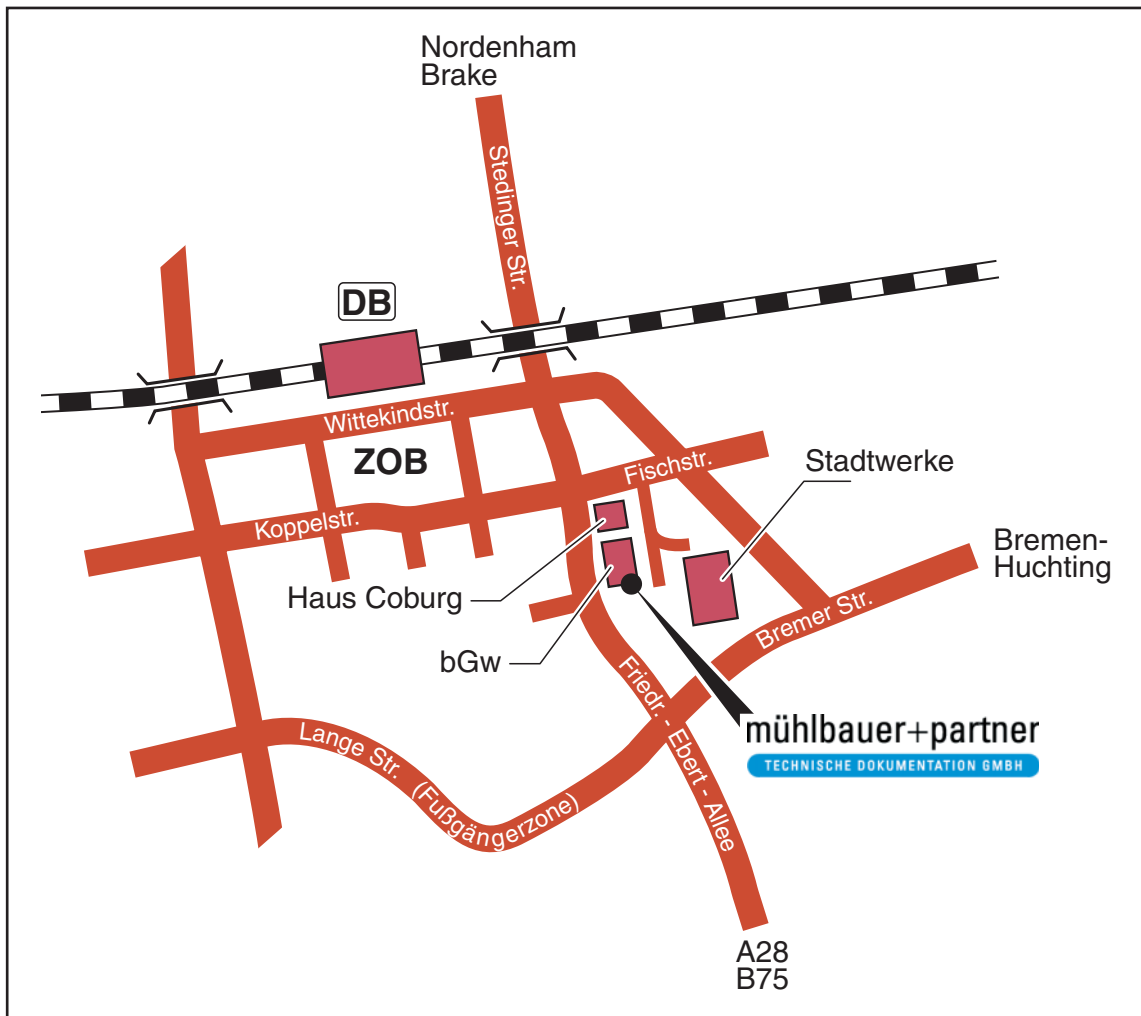 Nordenham
Brake
Stedinger Str.
DB
Wittekindstr.
ZOB
Fischstr.
Stadtwerke
Koppelstr.
Bremen-
Huchting
Haus Coburg
Bremer Str.
bGw
Friedr. - Ebert - Allee
mühlbauer+partner
TECHNISCHE DOKUMENTATION GMBH
Lange Str. (Fußgängerzone)
A28
B75